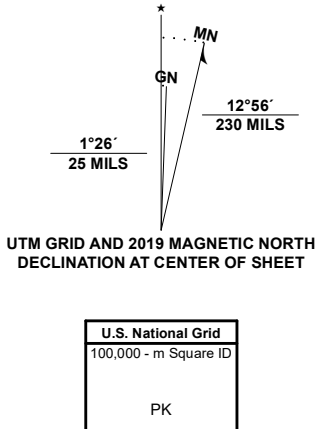 ★
MN
GN
1°26´
25 MILS
12°56´
230 MILS
UTM GRID AND 2019 MAGNETIC NORTH
DECLINATION AT CENTER OF SHEET
U.S. National Grid
100,000 - m Square ID
PK